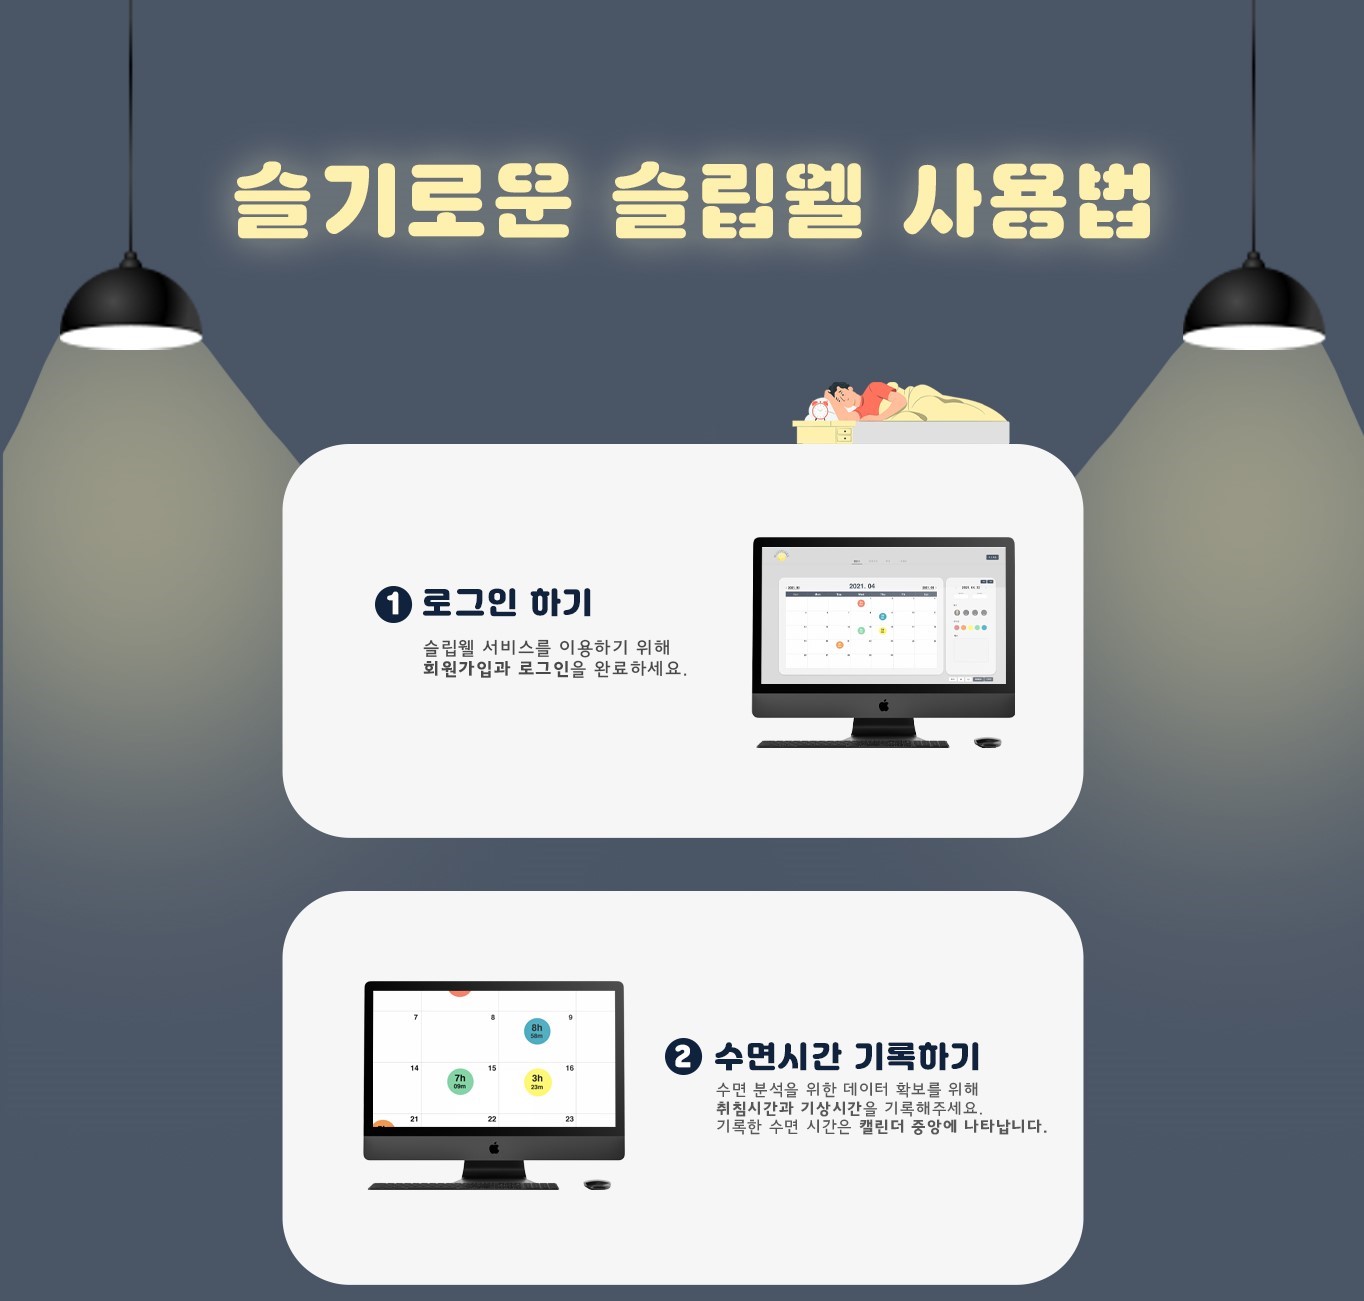 슬기로운 슬립웰 사용법
1 로그인 하기
슬립웰 서비스를 이용하기 위해
회원가입과 로그인을 완료하세요.
2021. 04
7 8 9
8h
58m
14 15 16
7h
09m
3h
23m
21 22 23
2 수면시간 기록하기
수면 분석을 위한 데이터 확보를 위해
취침시간과 기상시간을 기록해주세요.
기록한 수면 시간은 캘린더 중앙에 나타납니다.